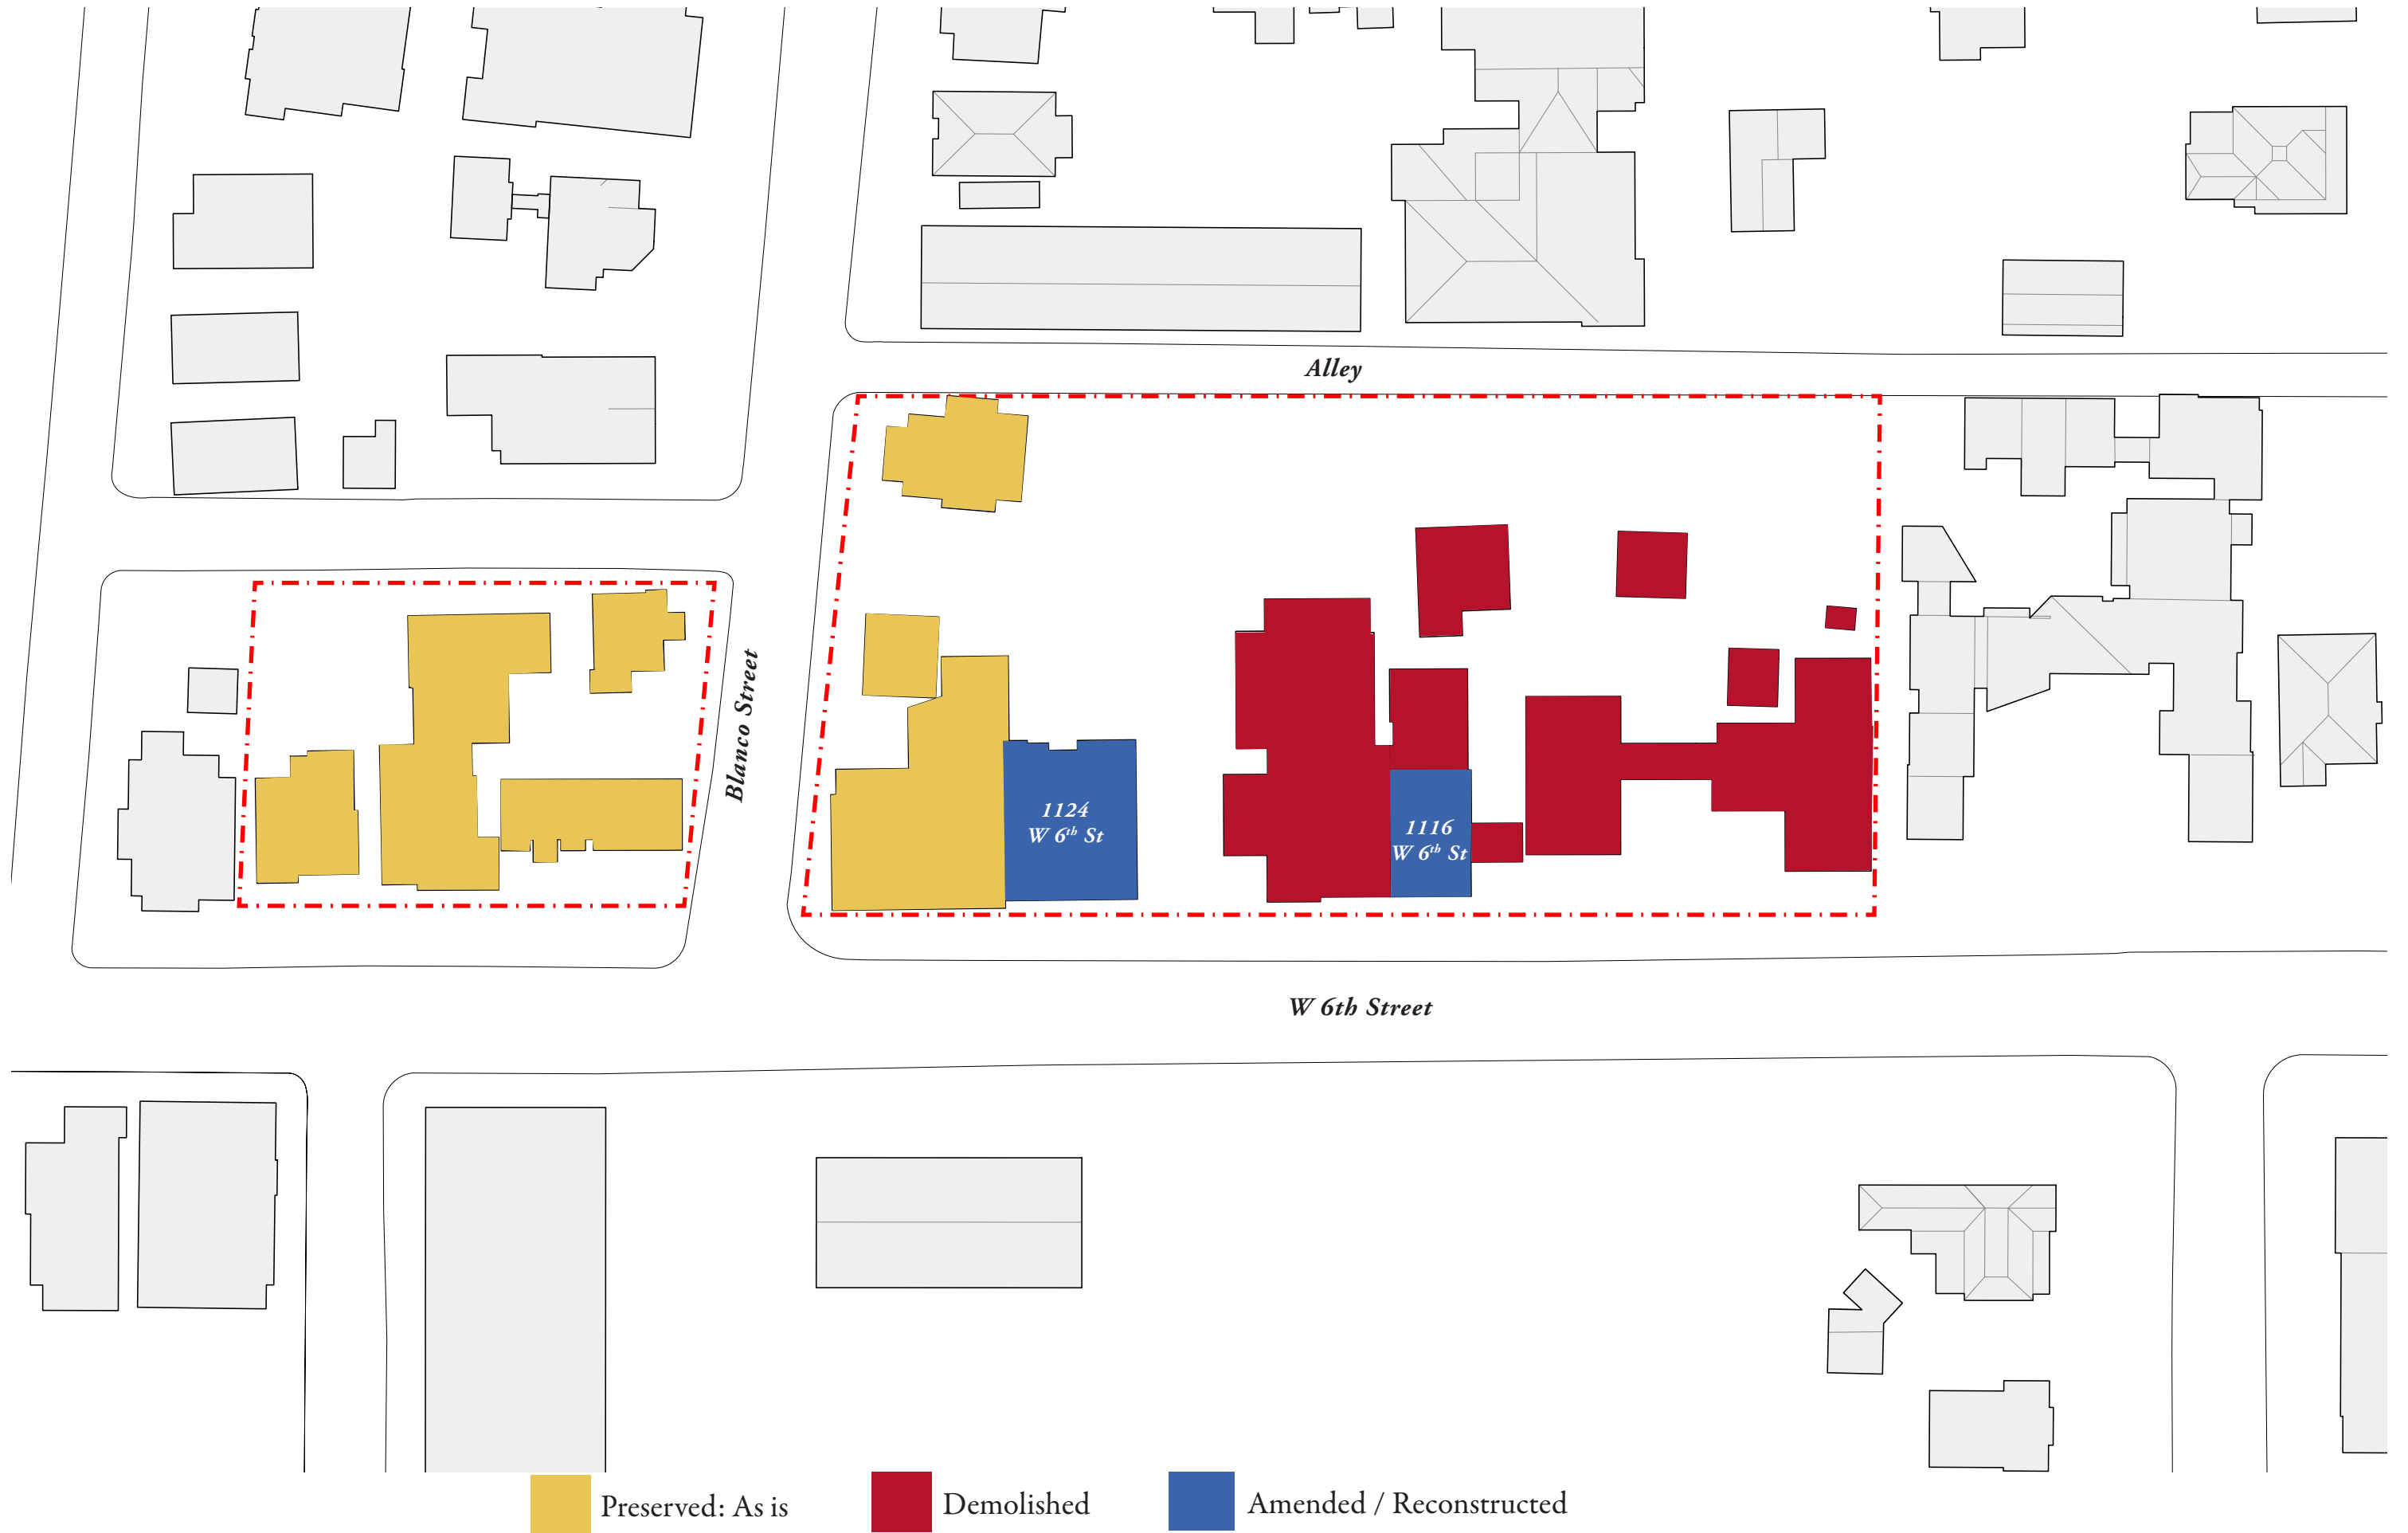 Alley
Blanco Street
1124
W 6th St
1116
W 6th St
W 6th Street
Preserved: As is
Demolished
Amended / Reconstructed